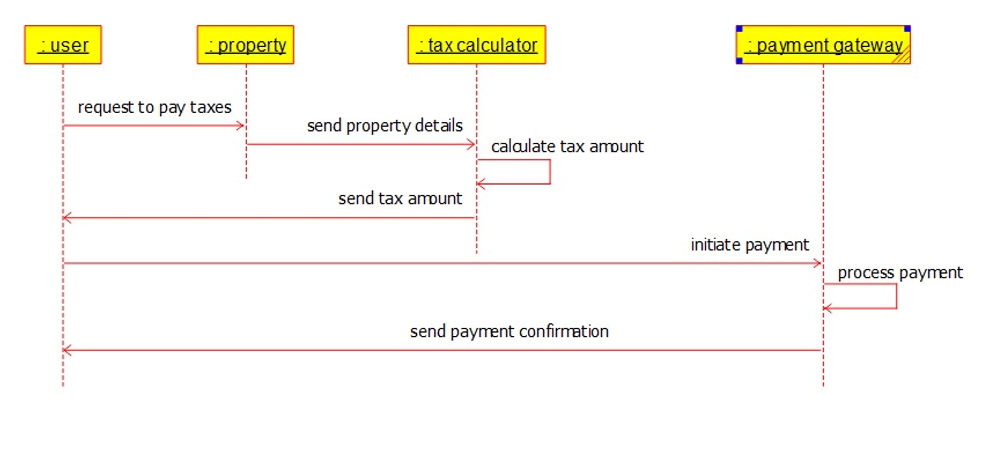 : user
: property
: tax calculator
: payment gateway
request to pay taxes
send property details
calculate tax amount
send tax amount
initiate payment
process payment
send payment confirmation